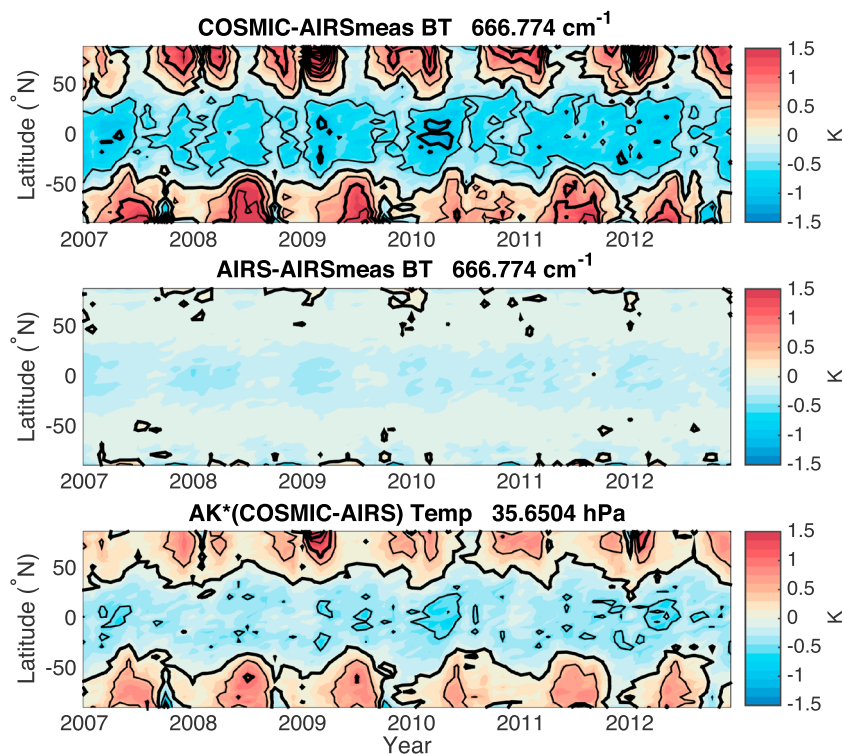 COSMIC-AIRSmeas BT 666.774 cm⁻¹
Latitude (°N)
50
0
-50
2007 2008 2009 2010 2011 2012
1.5
1
0.5
0
-0.5
-1
-1.5
K
AIRS-AIRSmeas BT 666.774 cm⁻¹
Latitude (°N)
50
0
-50
2007 2008 2009 2010 2011 2012
1.5
1
0.5
0
-0.5
-1
-1.5
K
AK*(COSMIC-AIRS) Temp 35.6504 hPa
Latitude (°N)
50
0
-50
2007 2008 2009 2010 2011 2012
Year
1.5
1
0.5
0
-0.5
-1
-1.5
K